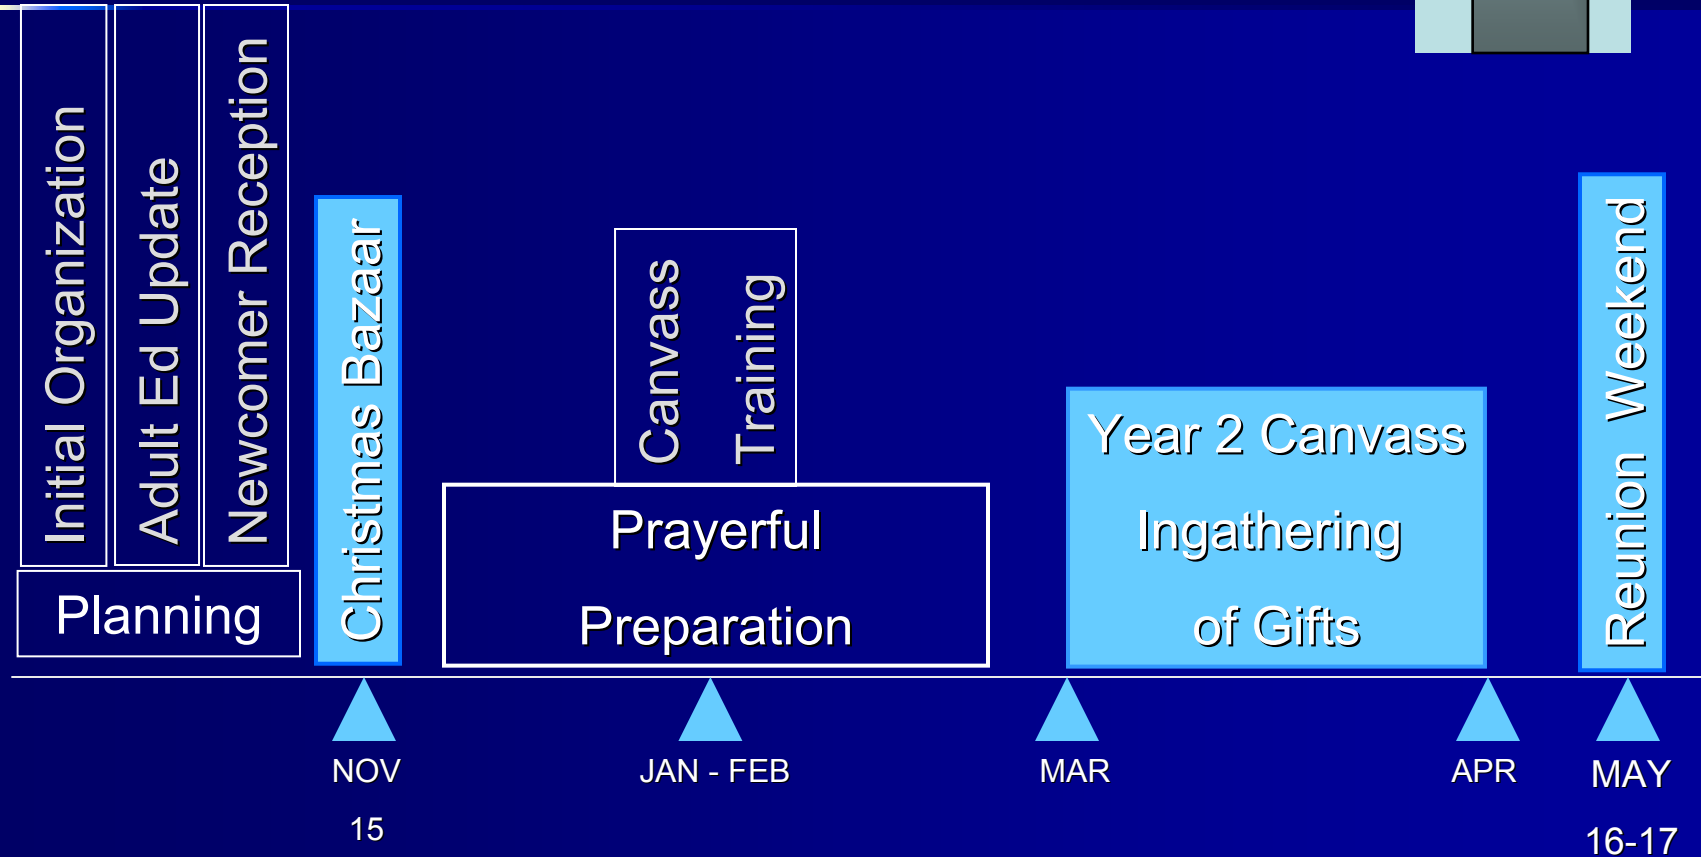 Initial Organization
Adult Ed Update
Newcomer Reception
Planning
Christmas Bazaar
Canvass
Training
Prayerful
Preparation
Year 2 Canvass
Ingathering
of Gifts
Reunion Weekend
NOV
15
JAN - FEB
MAR
APR
MAY
16-17